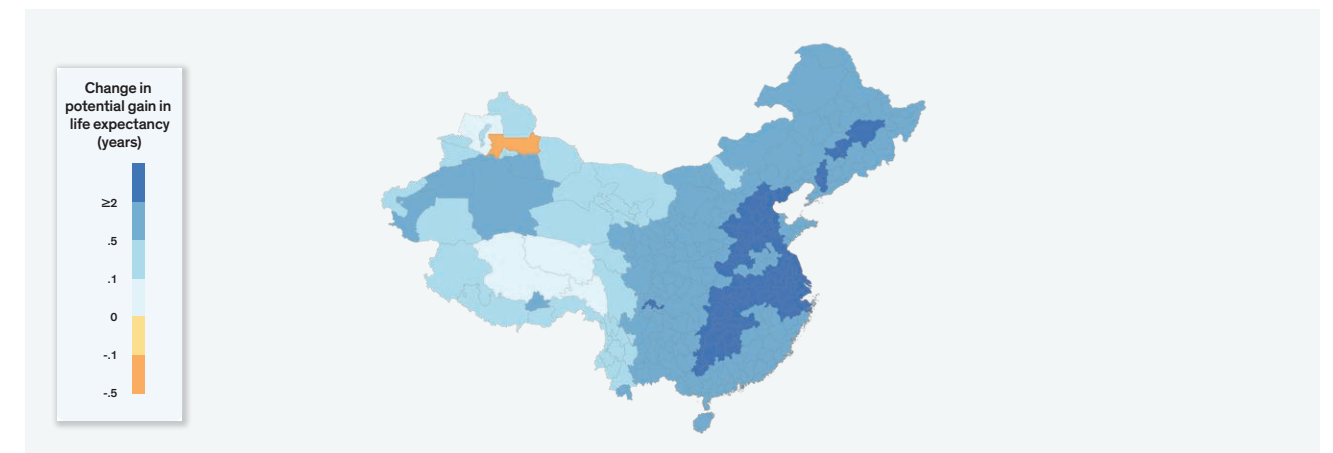 Change in
potential gain in
life expectancy
(years)
≥2
.5
.1
0
-.1
-.5